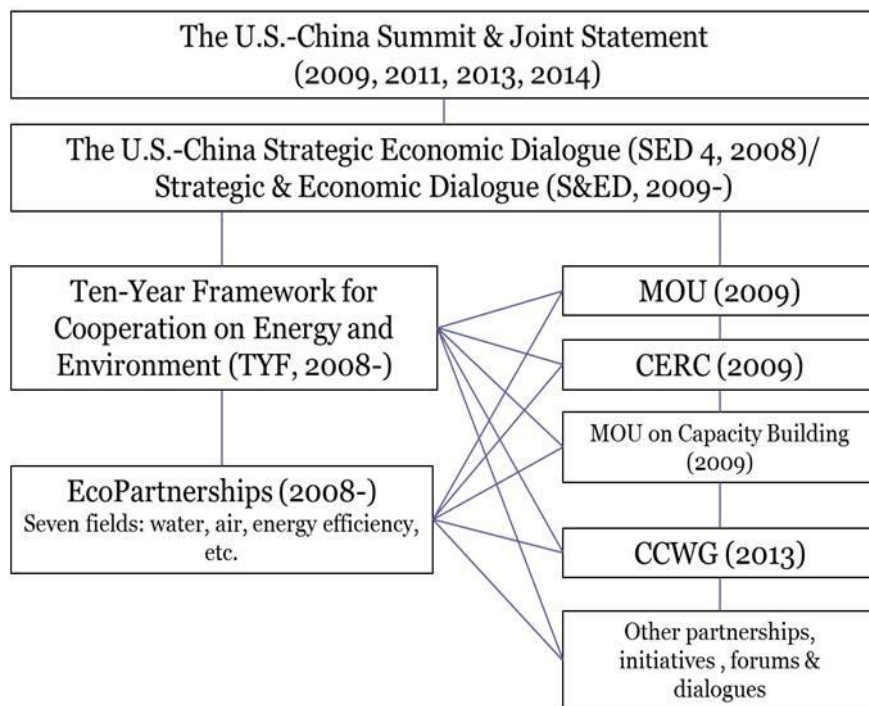 The U.S.-China Summit & Joint Statement
(2009, 2011, 2013, 2014)
The U.S.-China Strategic Economic Dialogue (SED 4, 2008)/
Strategic & Economic Dialogue (S&ED, 2009-)
Ten-Year Framework for
Cooperation on Energy and
Environment (TYF, 2008-)
EcoPartnerships (2008-)
Seven fields: water, air, energy efficiency,
etc.
MOU (2009)
CERC (2009)
MOU on Capacity Building
(2009)
CCWG (2013)
Other partnerships,
initiatives , forums &
dialogues